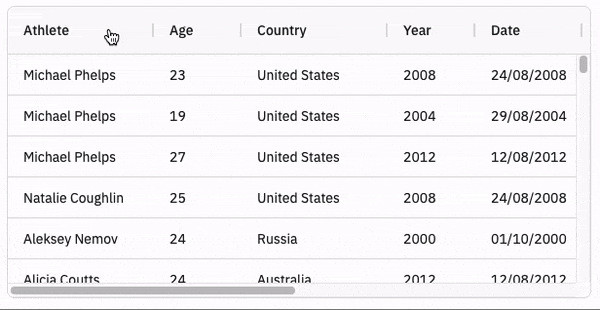 Athlete Age Country Year Date
Michael Phelps 23 United States 2008 24/08/2008
Michael Phelps 19 United States 2004 29/08/2004
Michael Phelps 27 United States 2012 12/08/2012
Natalie Coughlin 25 United States 2008 24/08/2008
Aleksey Nemov 24 Russia 2000 01/10/2000
Alicia Coutts 24 Australia 2012 12/08/2012